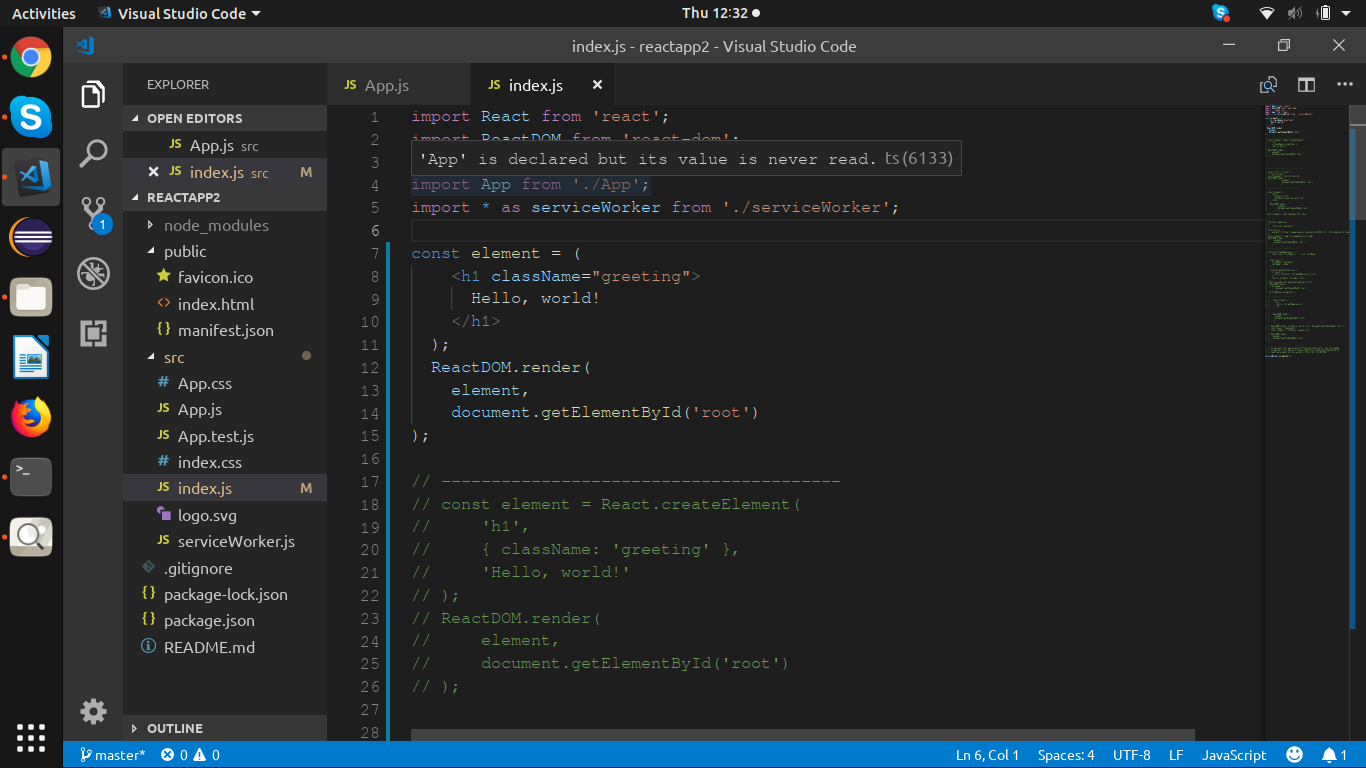 Activities Visual Studio Code Thu 12:32
index.js - reactapp2 - Visual Studio Code
EXPLORER
OPEN EDITORS
JS App.js src
JS index.js src M
REACTAPP2
node_modules
public
favicon.ico
<> index.html
{} manifest.json
src
# App.css
JS App.js
JS App.test.js
# index.css
JS index.js M
logo.svg
JS serviceWorker.js
.gitignore
{} package-lock.json
{} package.json
README.md
OUTLINE
1
JS App.js JS index.js
1 import React from 'react';
2 import ReactDOM from 'react-dom';
3
'App' is declared but its value is never read. ts(6133)
4 import App from './App';
5 import * as serviceWorker from './serviceWorker';
6
7 const element = (
8 <h1 className="greeting">
9 Hello, world!
10 </h1>
11 );
12 ReactDOM.render(
13 element,
14 document.getElementById('root')
15 );
16
17 // ----------------------------------------
18 // const element = React.createElement(
19 // 'h1',
20 // { className: 'greeting' },
21 // 'Hello, world!'
22 // );
23 // ReactDOM.render(
24 // element,
25 // document.getElementById('root')
26 // );
27
28
master* 0 0 Ln 6, Col 1 Spaces: 4 UTF-8 LF JavaScript 1